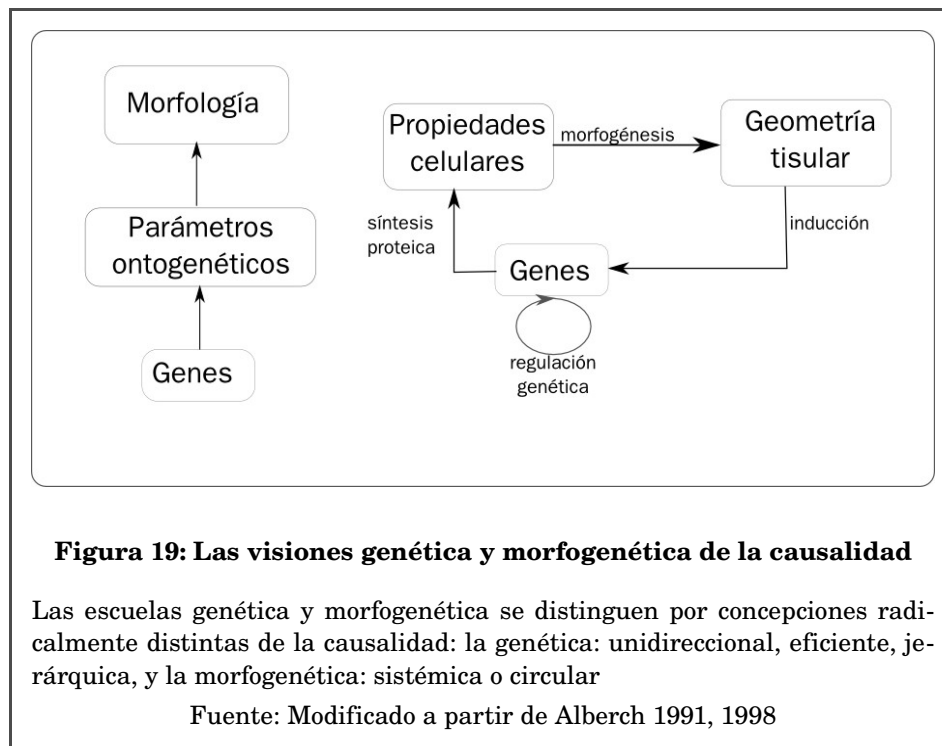 Morfología
Parámetros
ontogenéticos
Genes
Propiedades
celulares
morfogénesis
Geometría
tisular
síntesis
proteica
inducción
Genes
regulación
genética
Figura 19: Las visiones genética y morfogenética de la causalidad
Las escuelas genética y morfogenética se distinguen por concepciones radi-
calmente distintas de la causalidad: la genética: unidireccional, eficiente, je-
rárquica, y la morfogenética: sistémica o circular
Fuente: Modificado a partir de Alberch 1991, 1998